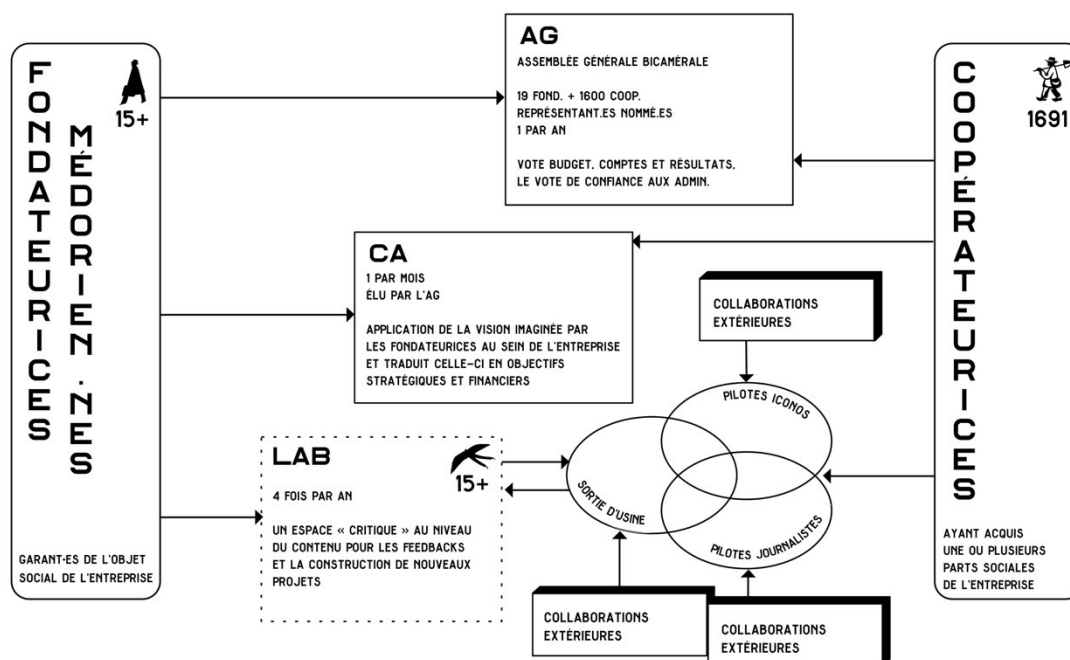 FONDATEURICES
MÉDORIEN·NES
15+
GARANT·ES DE L'OBJET
SOCIAL DE L'ENTREPRISE
AG
ASSEMBLÉE GÉNÉRALE BICAMÉRALE
19 FOND. + 1600 COOP.
REPRÉSENTANT.ES NOMMÉ.ES
1 PAR AN
VOTE BUDGET, COMPTES ET RÉSULTATS,
LE VOTE DE CONFIANCE AUX ADMIN.
CA
1 PAR MOIS
ÉLU PAR L'AG
APPLICATION DE LA VISION IMAGINÉE PAR
LES FONDATEURICES AU SEIN DE L'ENTREPRISE
ET TRADUIT CELLE-CI EN OBJECTIFS
STRATÉGIQUES ET FINANCIERS
LAB
15+
4 FOIS PAR AN
UN ESPACE « CRITIQUE » AU NIVEAU
DU CONTENU POUR LES FEEDBACKS
ET LA CONSTRUCTION DE NOUVEAUX
PROJETS
COLLABORATIONS
EXTÉRIEURES
PILOTES ICONOS
SORTIE D'USINE
PILOTES JOURNALISTES
COLLABORATIONS
EXTÉRIEURES
COLLABORATIONS
EXTÉRIEURES
COOPÉRATEURICES
1691
AYANT ACQUIS
UNE OU PLUSIEURS
PARTS SOCIALES
DE L'ENTREPRISE